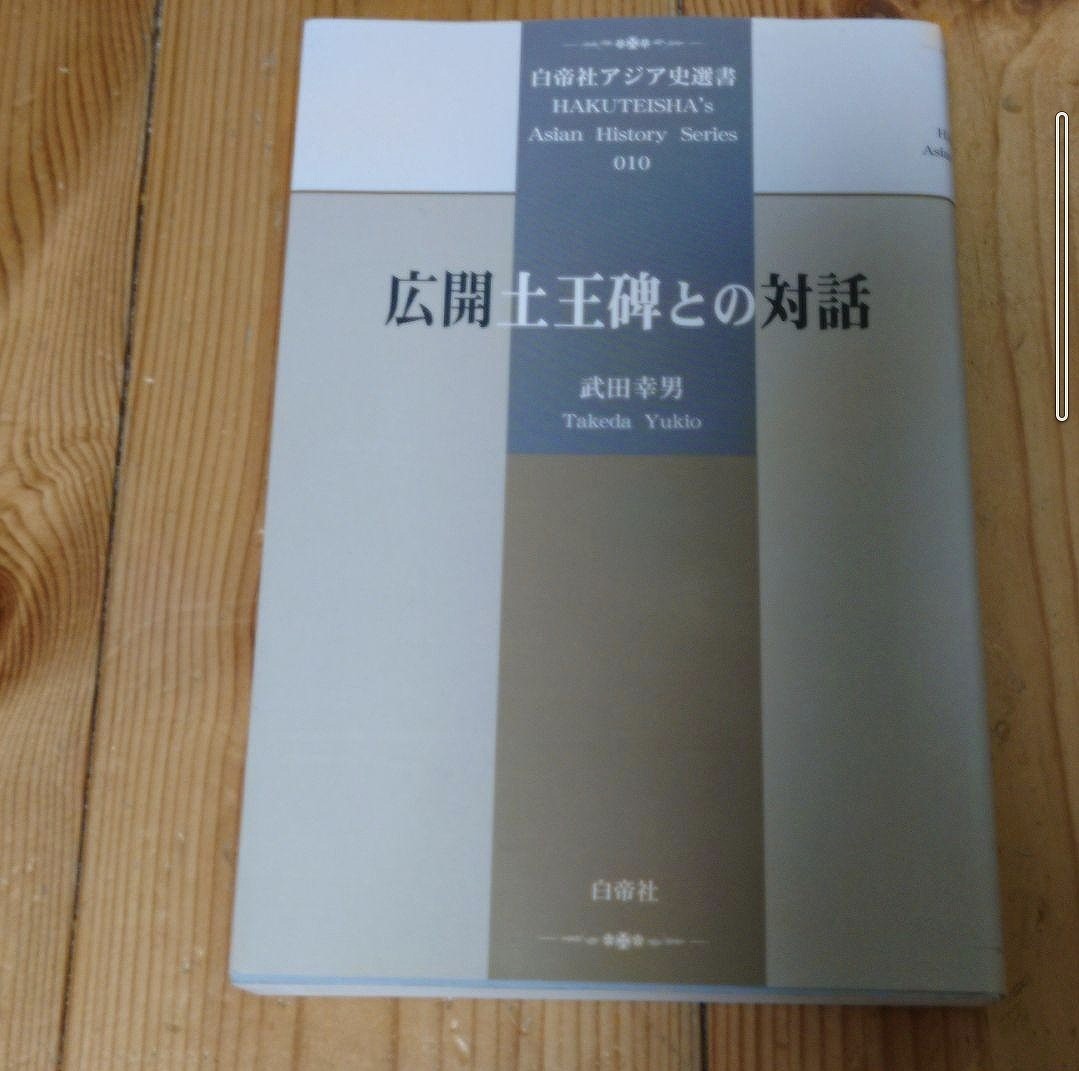 白帝社アジア史選書
HAKUTEISHA's
Asian History Series
010
広開土王碑との対話
武田幸男
Takeda Yukio
白帝社